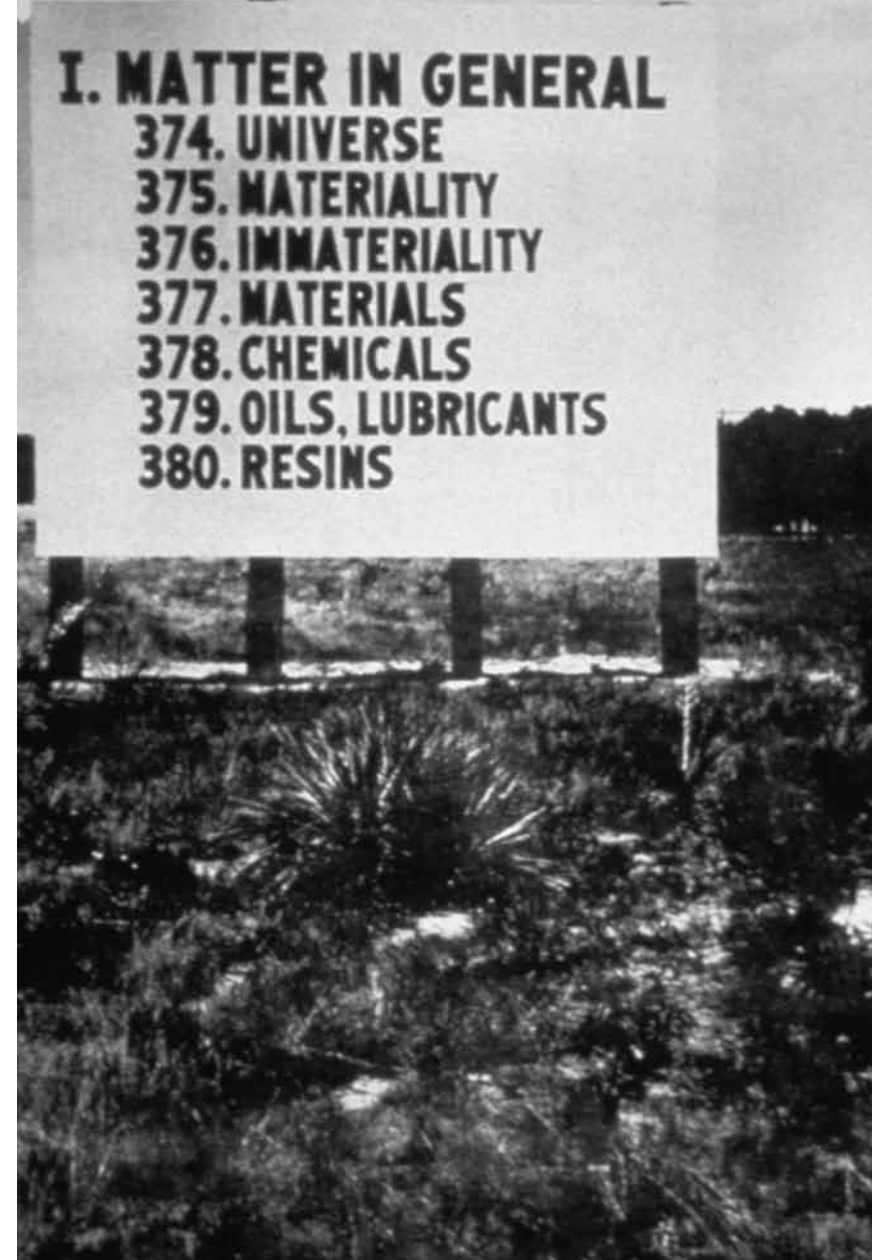 I. MATTER IN GENERAL
374. UNIVERSE
375. MATERIALITY
376. IMMATERIALITY
377. MATERIALS
378. CHEMICALS
379. OILS, LUBRICANTS
380. RESINS